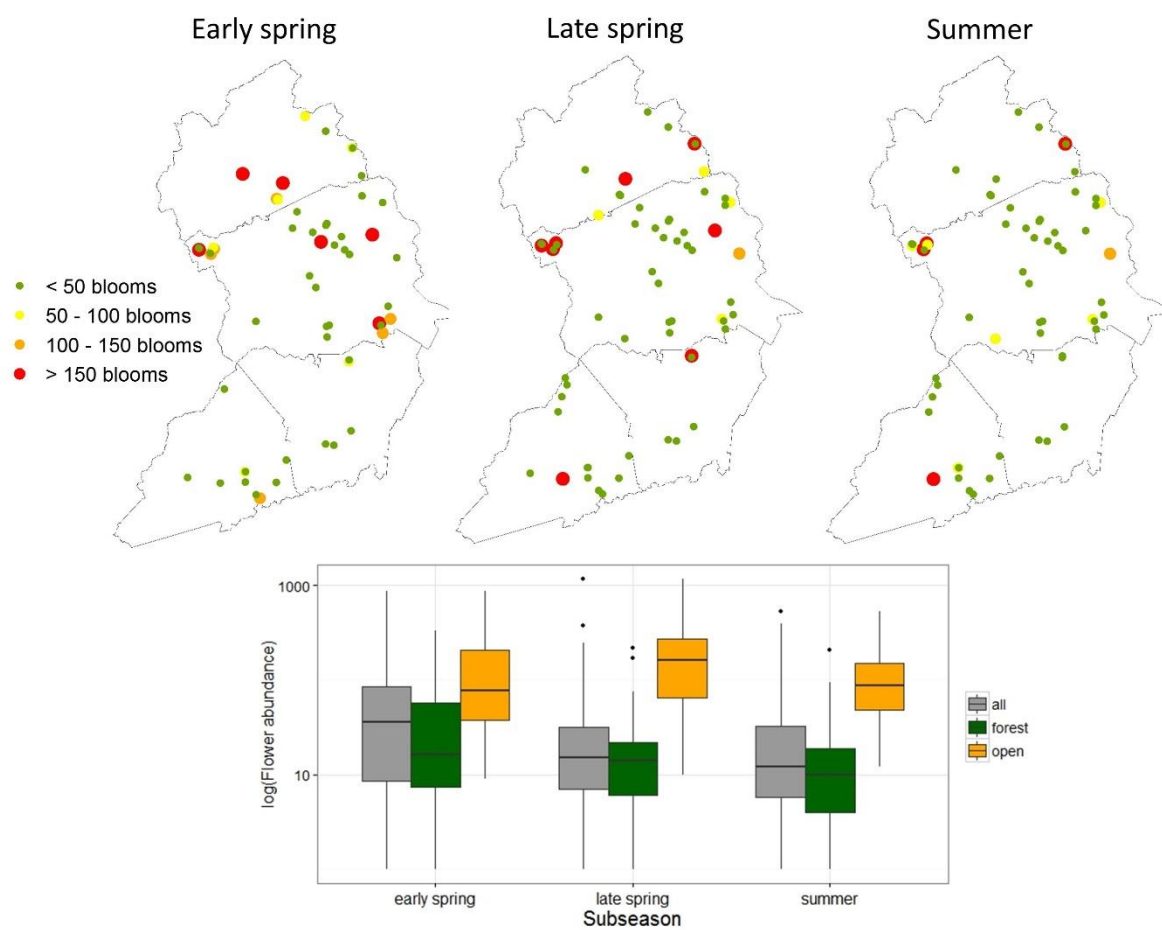 Early spring
Late spring
Summer
< 50 blooms
50 - 100 blooms
100 - 150 blooms
> 150 blooms
1000
10
log(Flower abundance)
early spring
late spring
summer
Subseason
all
forest
open